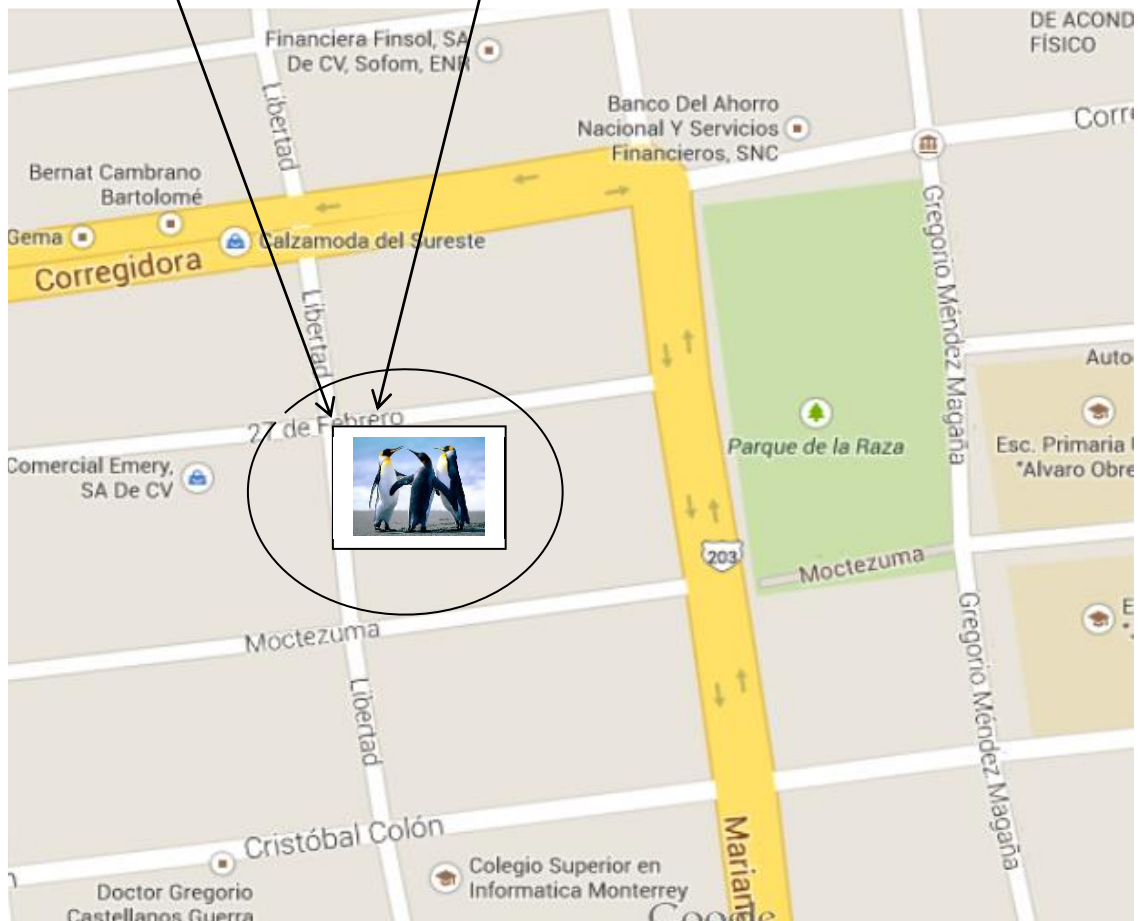 DE ACOND
FÍSICO
Financiera Finsol, SA
De CV, Sofom, ENR
Libertad
Banco Del Ahorro
Nacional Y Servicios
Financieros, SNC
Corre
Bernat Cambrano
Bartolomé
Gema
Calzamoda del Sureste
Corregidora
Gregorio Méndez Magaña
Libertad
Auto
27 de Febrero
Parque de la Raza
Esc. Primaria
"Alvaro Obre
Comercial Emery,
SA De CV
203
Moctezuma
Moctezuma
Gregorio Méndez Magaña
Libertad
Cristóbal Colón
Mariano
Colegio Superior en
Informatica Monterrey
Doctor Gregorio
Castellanos Guerra
Google